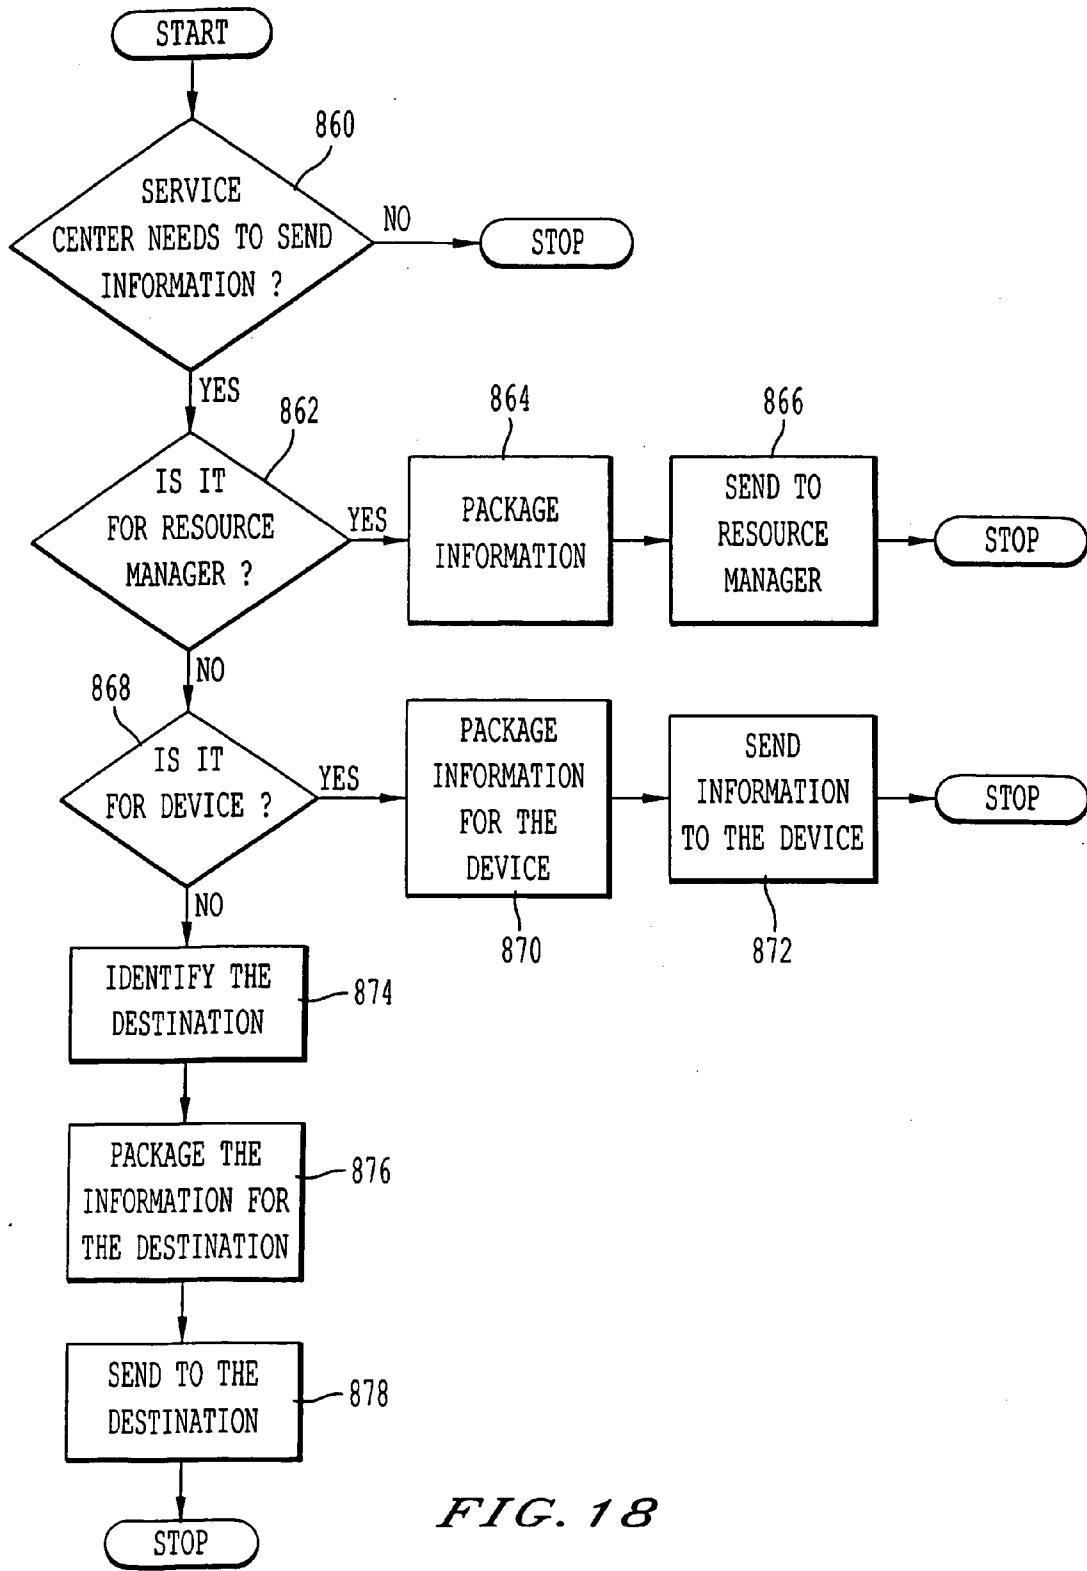 START
860
SERVICE
CENTER NEEDS TO SEND
INFORMATION ?
NO
STOP
YES
862
IS IT
FOR RESOURCE
MANAGER ?
YES
864
PACKAGE
INFORMATION
866
SEND TO
RESOURCE
MANAGER
STOP
NO
868
IS IT
FOR DEVICE ?
YES
PACKAGE
INFORMATION
FOR THE
DEVICE
870
SEND
INFORMATION
TO THE DEVICE
872
STOP
NO
IDENTIFY THE
DESTINATION
874
PACKAGE THE
INFORMATION FOR
THE DESTINATION
876
SEND TO THE
DESTINATION
878
STOP
FIG. 18